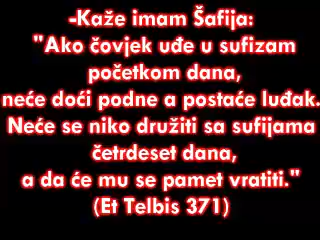 -Kaže imam Šafija:
"Ako čovjek uđe u sufizam
početkom dana,
neće doći podne a postaće luđak.
Neće se niko družiti sa sufijama
četrdeset dana,
a da će mu se pamet vratiti."
(Et Telbis 371)